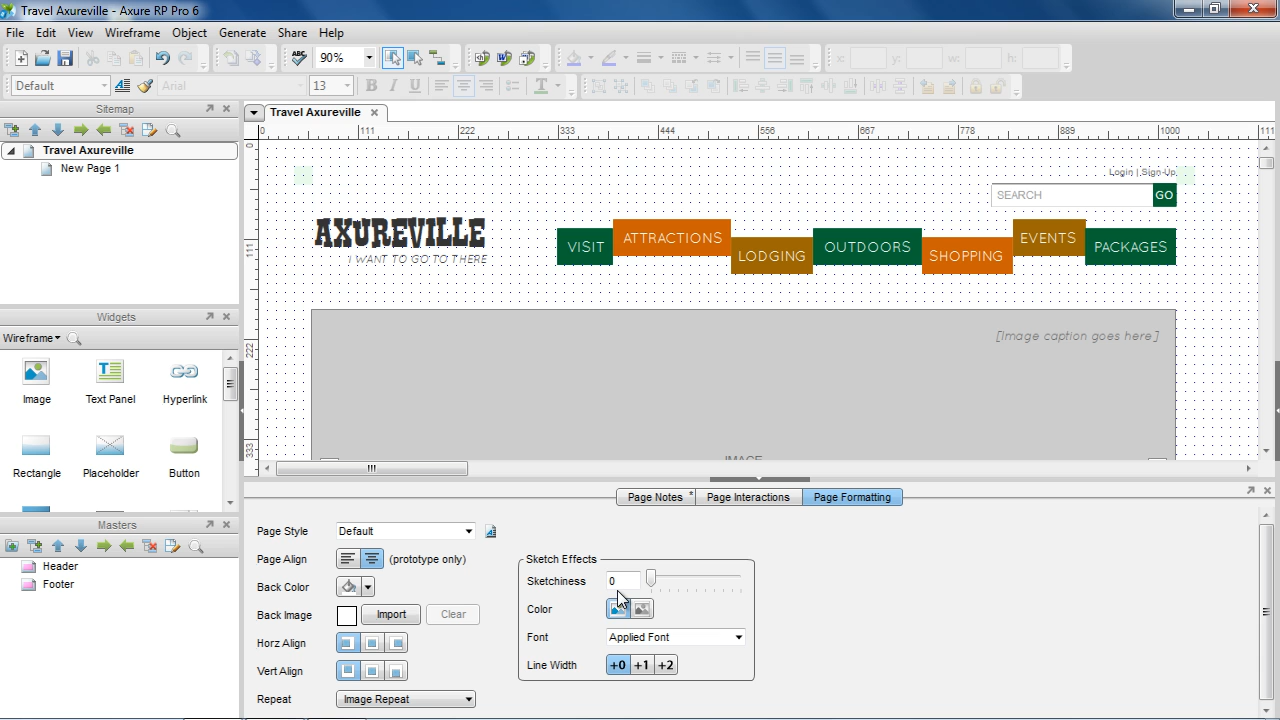 Travel Axureville - Axure RP Pro 6
File Edit View Wireframe Object Generate Share Help
90% x: y: w: h:
Default Arial 13 B I U T
Sitemap
Travel Axureville
New Page 1
Widgets
Wireframe
Image Text Panel Hyperlink
Rectangle Placeholder Button
Masters
Header
Footer
Travel Axureville
0 111 222 333 444 556 667 778 889 1000 111
0
111
222
333
Login | Sign-Up
SEARCH GO
AXUREVILLE
I WANT TO GO TO THERE
VISIT ATTRACTIONS LODGING OUTDOORS SHOPPING EVENTS PACKAGES
[Image caption goes here]
IMAGE
Page Notes * Page Interactions Page Formatting
Page Style Default
Page Align (prototype only)
Back Color
Back Image Import Clear
Horz Align
Vert Align
Repeat Image Repeat
Sketch Effects
Sketchiness 0
Color
Font Applied Font
Line Width +0 +1 +2